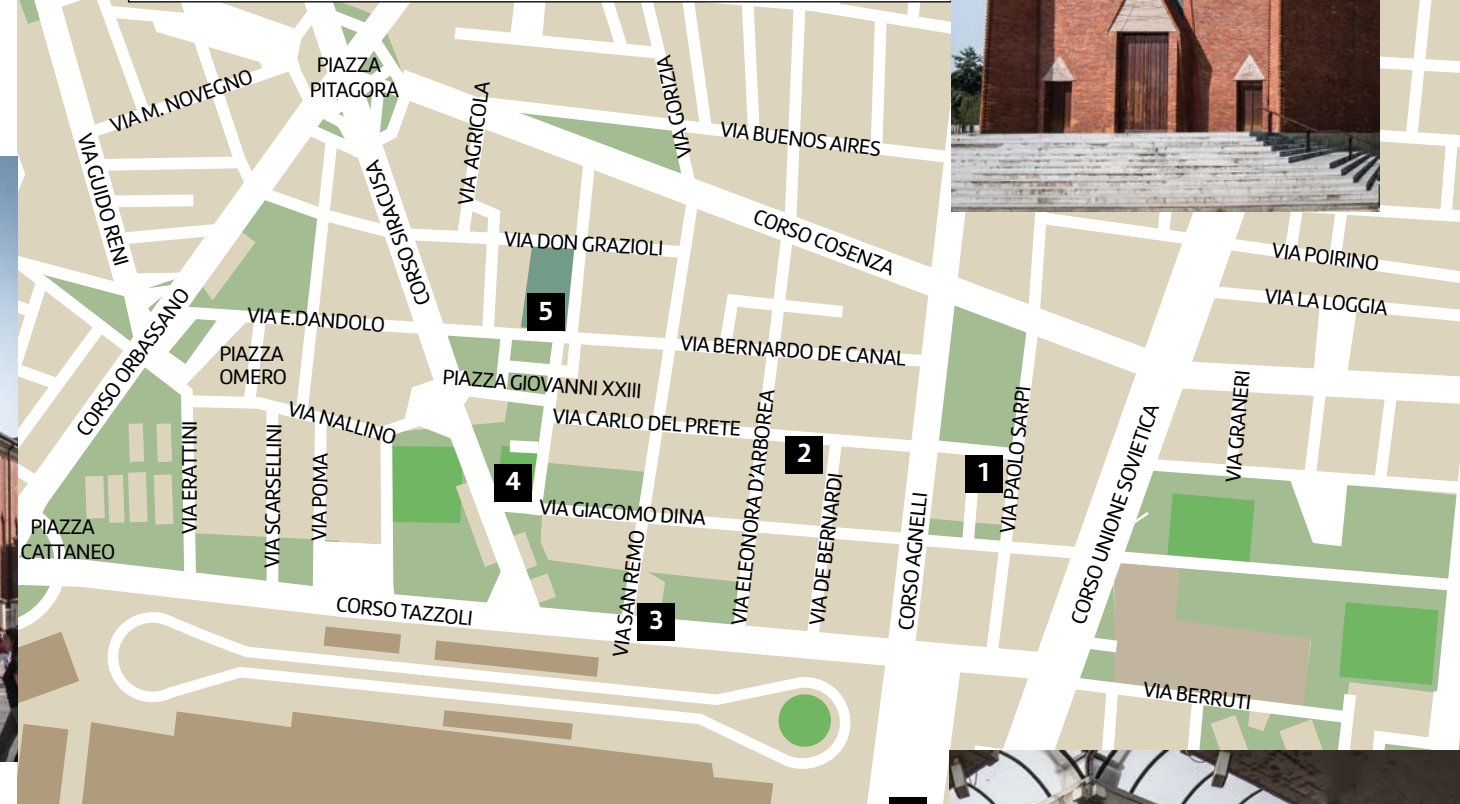 PIAZZA
PITAGORA
VIA M. NOVEGNO
VIA GUIDO RENI
VIA AGRICOLA
VIA GORIZIA
VIA BUENOS AIRES
CORSO SIRACUSA
VIA DON GRAZIOLI
CORSO COSENZA
VIA POIRINO
VIA LA LOGGIA
5
CORSO ORBASSANO
VIA E.DANDOLO
PIAZZA
OMERO
VIA BERNARDO DE CANAL
PIAZZA GIOVANNI XXIII
VIA NALLINO
VIA CARLO DEL PRETE
VIA ELEONORA D'ARBOREA
2
1
VIA PAOLO SARPI
VIA GRANERI
CORSO UNIONE SOVIETICA
4
VIA ERATTINI
VIA SCARSELLINI
VIA POMA
VIA GIACOMO DINA
VIA DE BERNARDI
CORSO AGNELLI
PIAZZA
CATTANEO
VIA SAN REMO
3
CORSO TAZZOLI
VIA BERRUTI